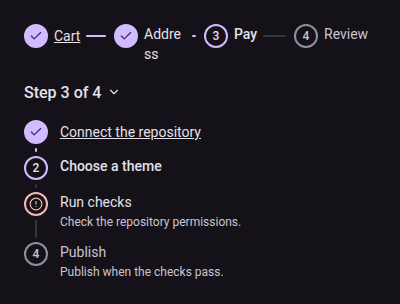 Cart Addre 3 Pay 4 Review
ss
Step 3 of 4
Connect the repository
2 Choose a theme
Run checks
Check the repository permissions.
4 Publish
Publish when the checks pass.